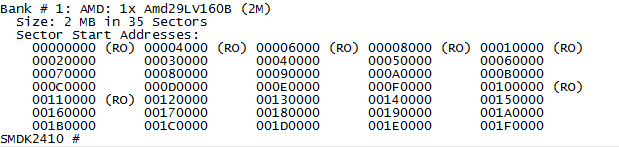 Bank # 1: AMD: 1x Amd29LV160B (2M)
  Size: 2 MB in 35 Sectors
  Sector Start Addresses:
    00000000 (RO) 00004000 (RO) 00006000 (RO) 00008000 (RO) 00010000 (RO)
    00020000      00030000      00040000      00050000      00060000
    00070000      00080000      00090000      000A0000      000B0000
    000C0000      000D0000      000E0000      000F0000      00100000 (RO)
    00110000 (RO) 00120000      00130000      00140000      00150000
    00160000      00170000      00180000      00190000      001A0000
    001B0000      001C0000      001D0000      001E0000      001F0000
SMDK2410 #